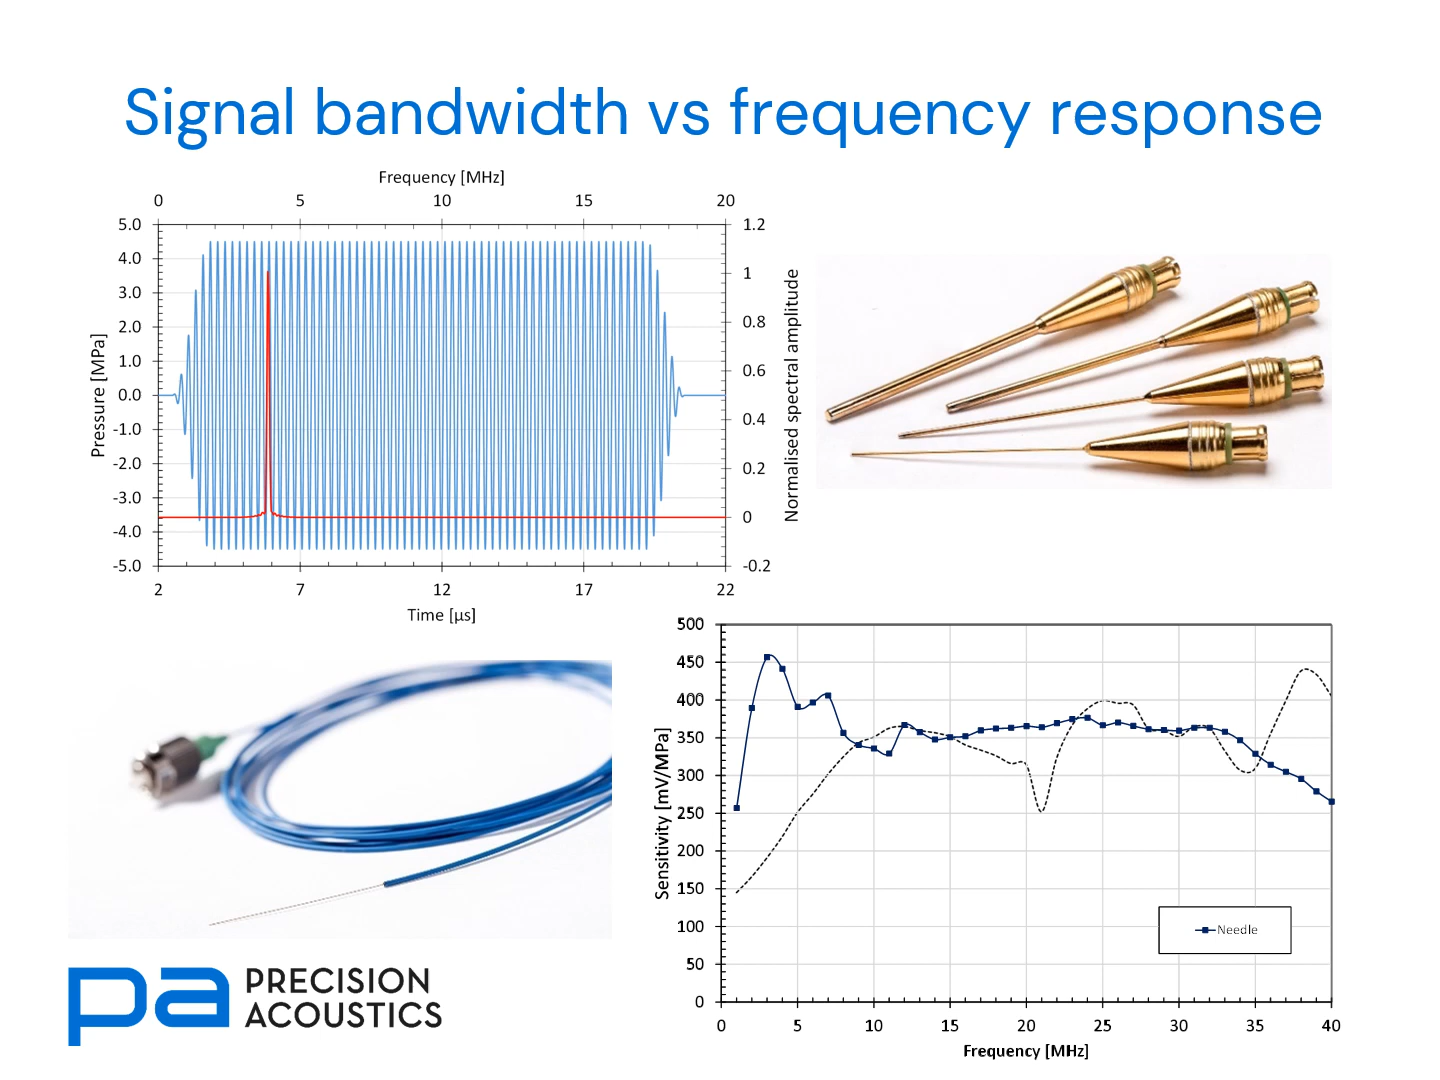 Signal bandwidth vs frequency response
Frequency [MHz]
0 5 10 15 20
5.0
4.0
3.0
2.0
1.0
0.0
-1.0
-2.0
-3.0
-4.0
-5.0
Pressure [MPa]
1.2
1
0.8
0.6
0.4
0.2
0
-0.2
Normalised spectral amplitude
2 7 12 17 22
Time [µs]
500
450
400
350
300
250
200
150
100
50
0
Sensitivity [mV/MPa]
Needle
0 5 10 15 20 25 30 35 40
Frequency [MHz]
pa PRECISION
ACOUSTICS